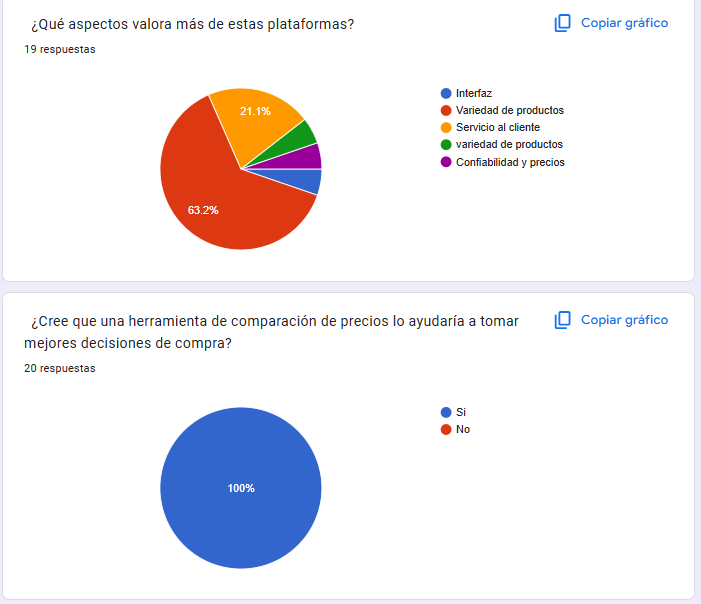 ¿Qué aspectos valora más de estas plataformas?
Copiar gráfico
19 respuestas
21.1%
63.2%
Interfaz
Variedad de productos
Servicio al cliente
variedad de productos
Confiabilidad y precios
¿Cree que una herramienta de comparación de precios lo ayudaría a tomar
mejores decisiones de compra?
Copiar gráfico
20 respuestas
100%
Si
No